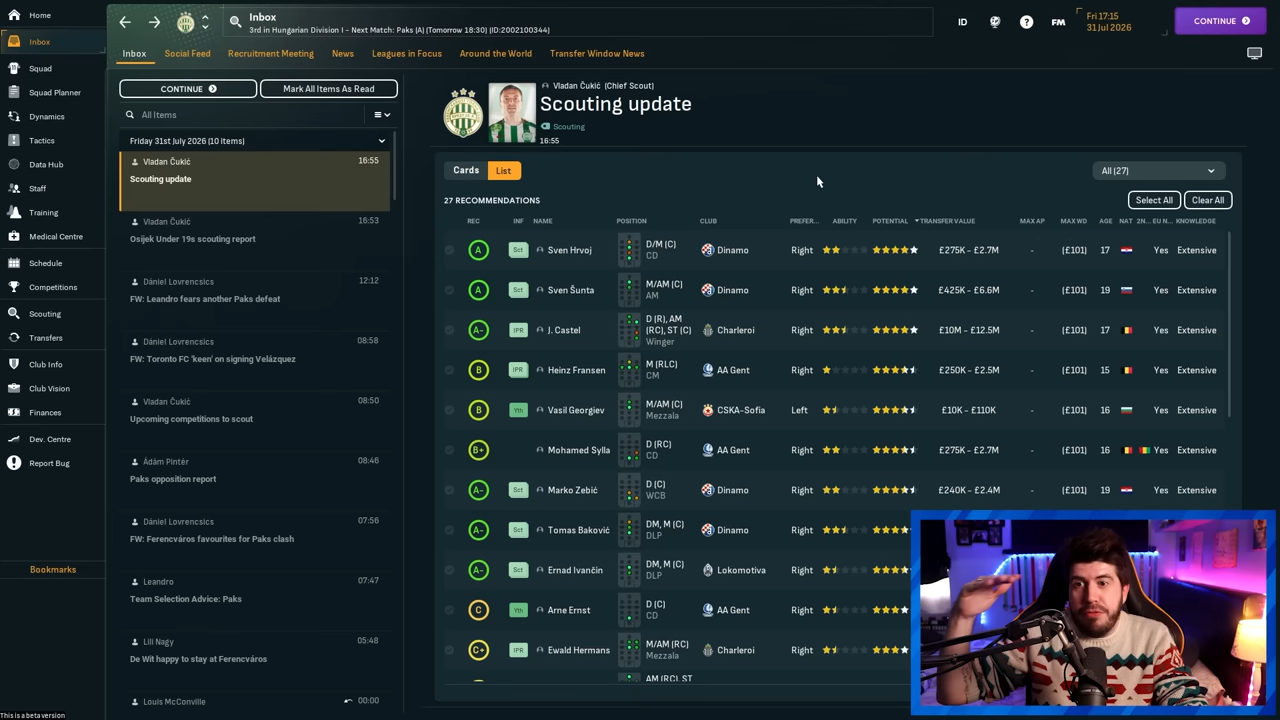 Home
Inbox
Squad
Squad Planner
Dynamics
Tactics
Data Hub
Staff
Training
Medical Centre
Schedule
Competitions
Scouting
Transfers
Club Info
Club Vision
Finances
Dev. Centre
Report Bug
Bookmarks
This is a beta version
Inbox
3rd in Hungarian Division I - Next Match: Paks (A) (Tomorrow 18:30) (ID:2002100344)
ID
?
FM
Fri 17:15
31 Jul 2026
CONTINUE
Inbox Social Feed Recruitment Meeting News Leagues in Focus Around the World Transfer Window News
CONTINUE Mark All Items As Read
All Items
Friday 31st July 2026 (10 items)
Vladan Čukić 16:55
Scouting update
Vladan Čukić 16:53
Osijek Under 19s scouting report
Dániel Lovrencsics 12:12
FW: Leandro fears another Paks defeat
Dániel Lovrencsics 08:58
FW: Toronto FC 'keen' on signing Velázquez
Vladan Čukić 08:50
Upcoming competitions to scout
Ádám Pintér 08:46
Paks opposition report
Dániel Lovrencsics 07:56
FW: Ferencváros favourites for Paks clash
Leandro 07:47
Team Selection Advice: Paks
Lili Nagy 05:48
De Wit happy to stay at Ferencváros
Louis McConville 00:00
Vladan Čukić (Chief Scout)
Scouting update
Scouting
16:55
Cards List All (27)
27 RECOMMENDATIONS Select All Clear All
REC INF NAME POSITION CLUB PREFER... ABILITY POTENTIAL TRANSFER VALUE MAX AP MAX WD AGE NAT 2N... EU N... KNOWLEDGE
A Sct Sven Hrvoj D/M (C) CD Dinamo Right £275K - £2.7M - (£101) 17 Yes Extensive
A Sct Sven Šunta M/AM (C) AM Dinamo Right £425K - £6.6M - (£101) 19 Yes Extensive
A- IPR J. Castel D (R), AM (RC), ST (C) Winger Charleroi Right £10M - £12.5M - (£101) 17 Yes Extensive
B IPR Heinz Fransen M (RLC) CM AA Gent Right £250K - £2.5M - (£101) 15 Yes Extensive
B Yth Vasil Georgiev M/AM (C) Mezzala CSKA-Sofia Left £10K - £110K - (£101) 16 Yes Extensive
B+ Mohamed Sylla D (RC) CD AA Gent Right £275K - £2.7M - (£101) 16 Yes Extensive
A- Sct Marko Zebić D (C) WCB Dinamo Right £240K - £2.4M - (£101) 19 Yes Extensive
A- Sct Tomas Baković DM, M (C) DLP Dinamo Right
A- Sct Ernad Ivančin DM, M (C) DLP Lokomotiva Right
C Yth Arne Ernst D (C) CD AA Gent Right
C+ IPR Ewald Hermans M/AM (RC) Mezzala Charleroi Right
AM (RC), ST